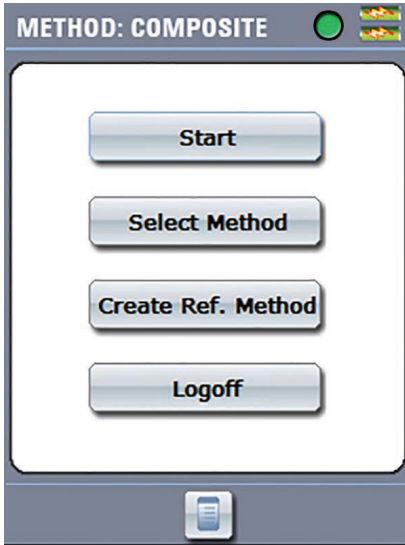 METHOD: COMPOSITE
Start
Select Method
Create Ref. Method
Logoff